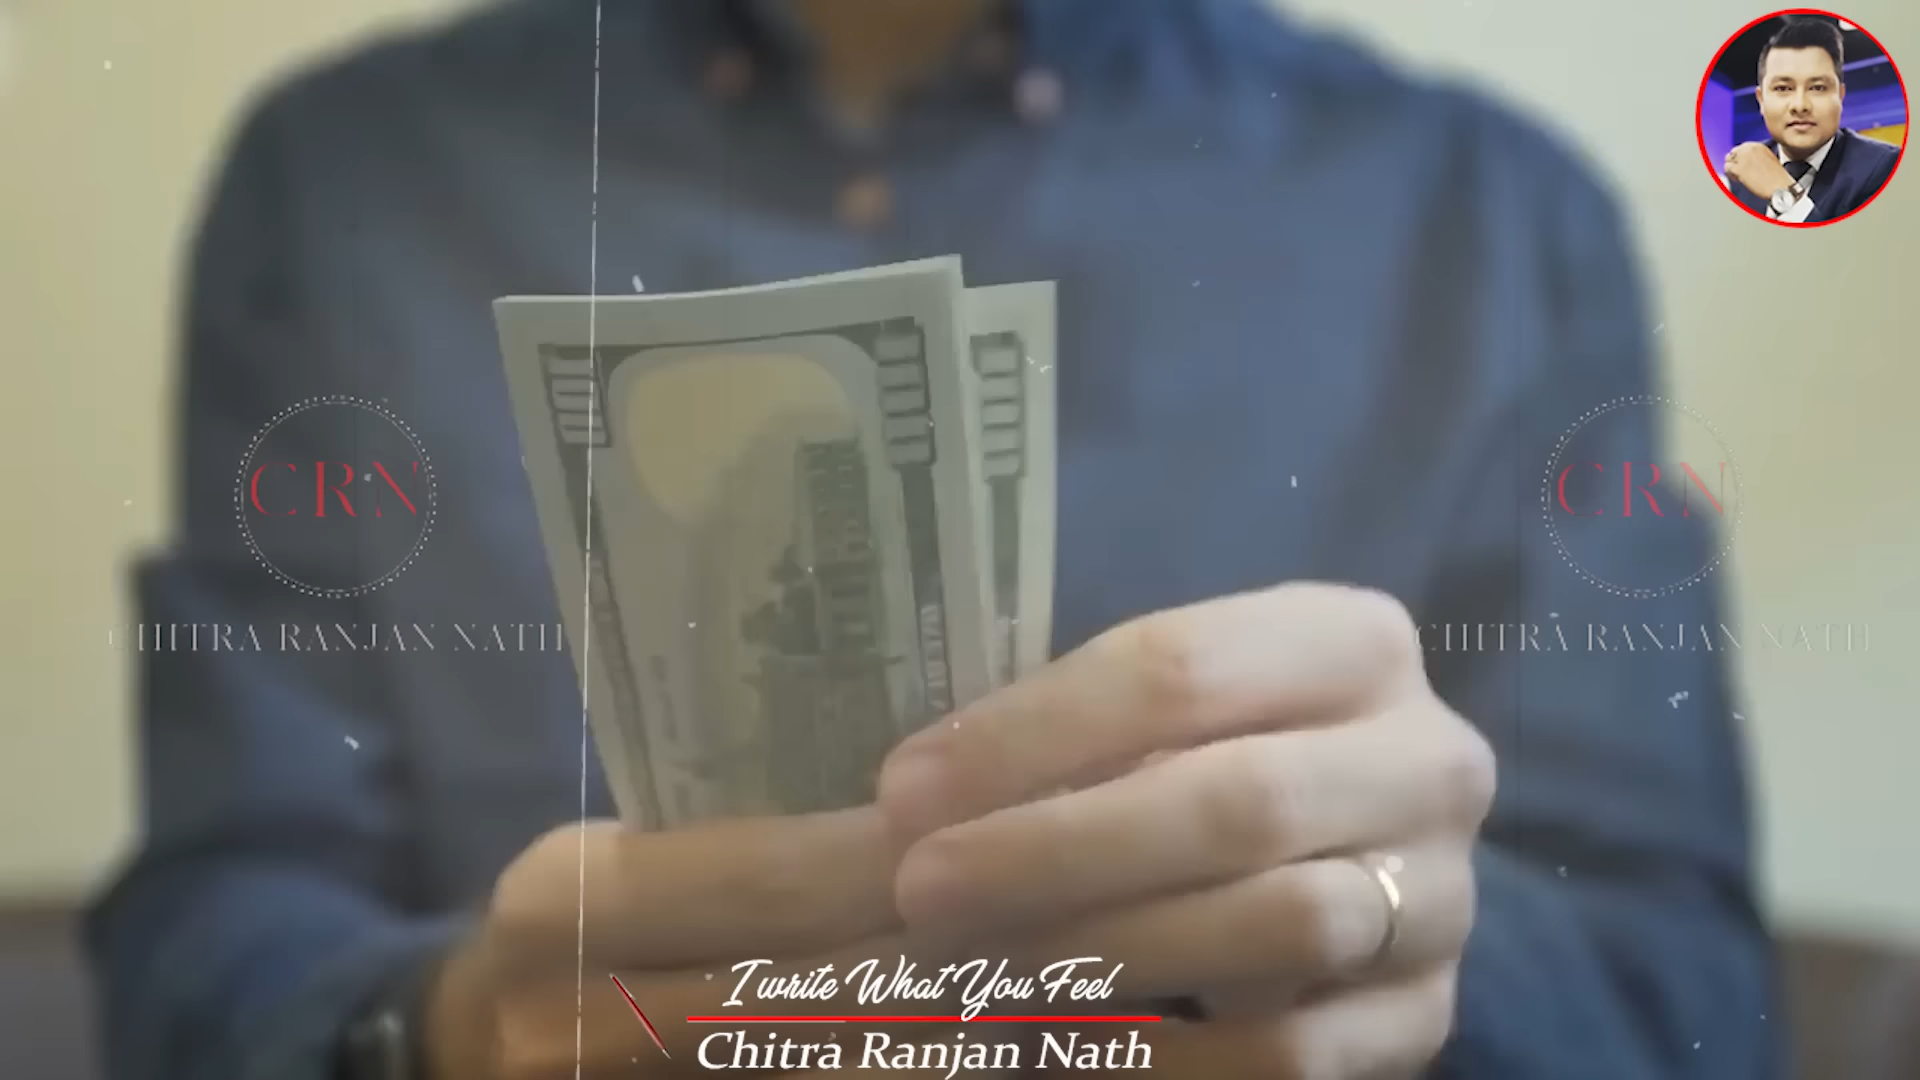 CRN
CHITRA RANJAN NATH
CRN
CHITRA RANJAN NATH
I write What You Feel
Chitra Ranjan Nath